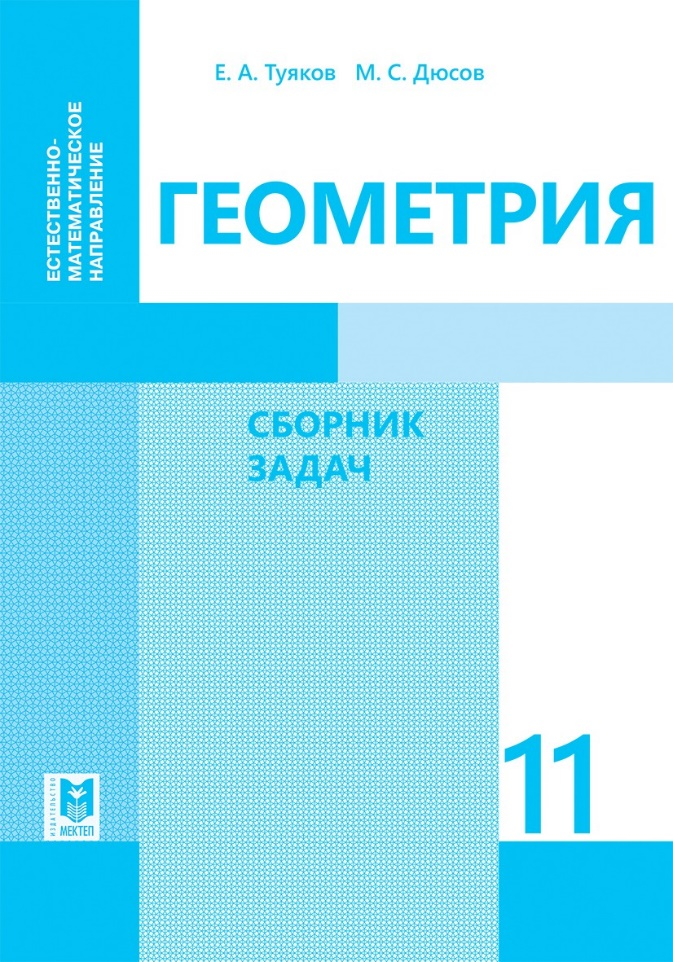 Е. А. Туяков М. С. Дюсов
ЕСТЕСТВЕННО-
МАТЕМАТИЧЕСКОЕ
НАПРАВЛЕНИЕ
ГЕОМЕТРИЯ
СБОРНИК
ЗАДАЧ
11
ИЗДАТЕЛЬСТВО
МЕКТЕП